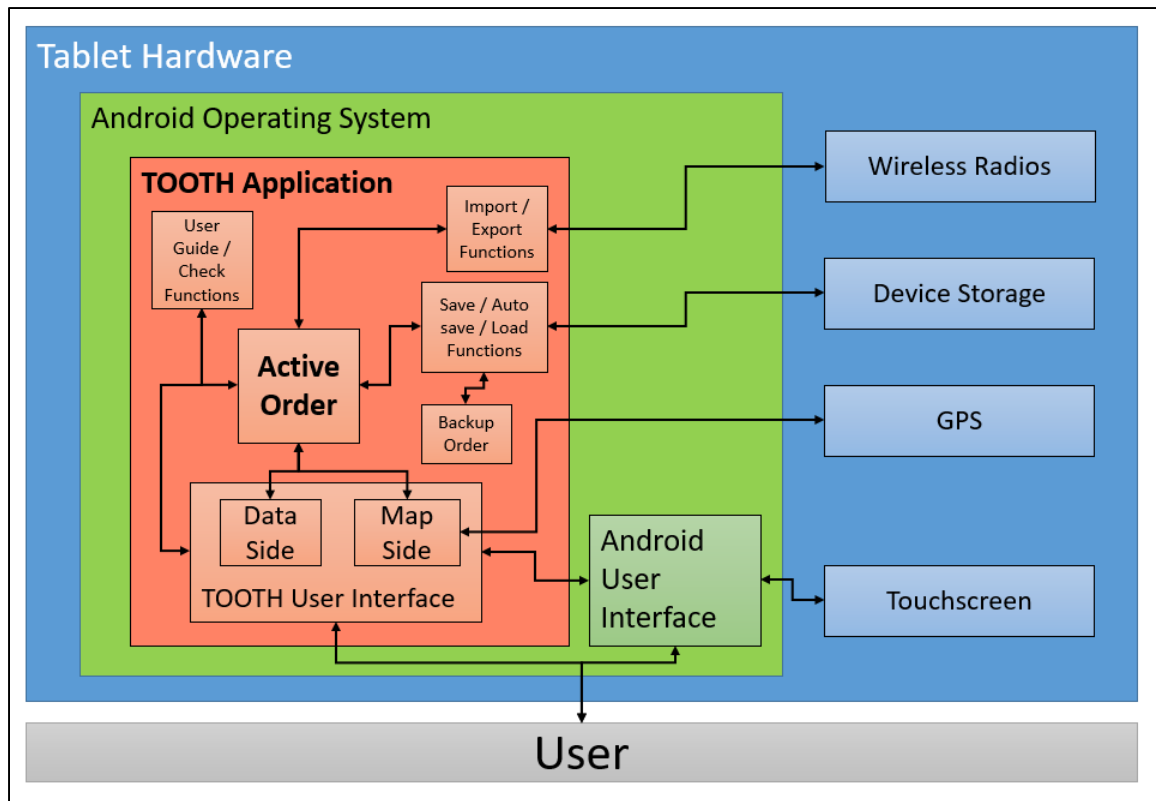 Tablet Hardware
Android Operating System
TOOTH Application
User
Guide /
Check
Functions
Import /
Export
Functions
Save / Auto
save / Load
Functions
Active
Order
Backup
Order
Data
Side
Map
Side
TOOTH User Interface
Android
User
Interface
Wireless Radios
Device Storage
GPS
Touchscreen
User